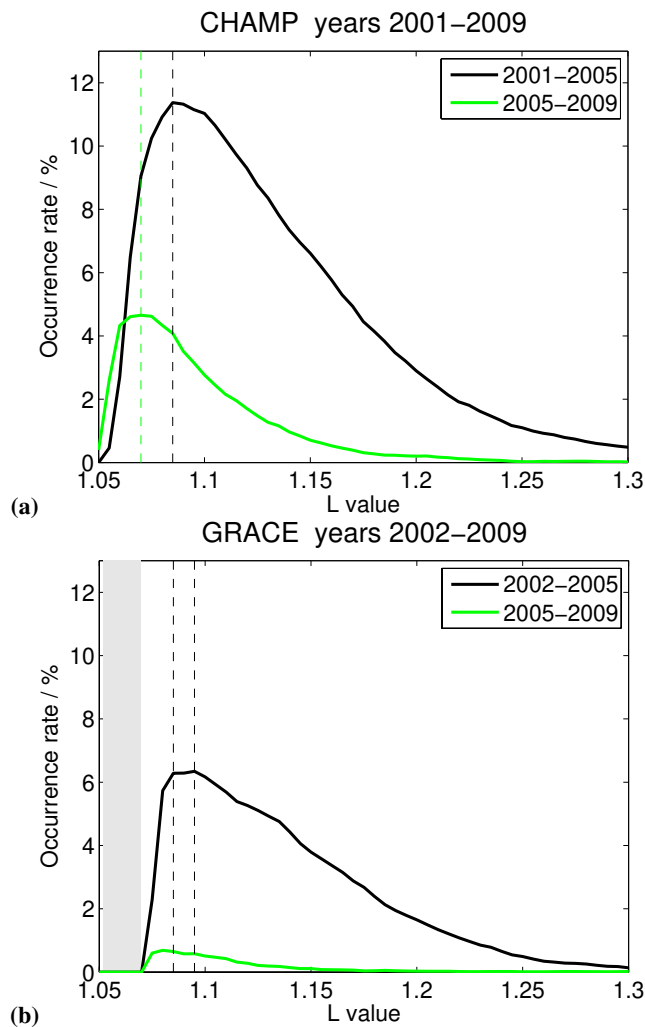 CHAMP years 2001−2009
12
10
8
6
4
2
0
Occurrence rate / %
2001−2005
2005−2009
1.05 1.1 1.15 1.2 1.25 1.3
L value
(a)
GRACE years 2002−2009
12
10
8
6
4
2
0
Occurrence rate / %
2002−2005
2005−2009
1.05 1.1 1.15 1.2 1.25 1.3
L value
(b)